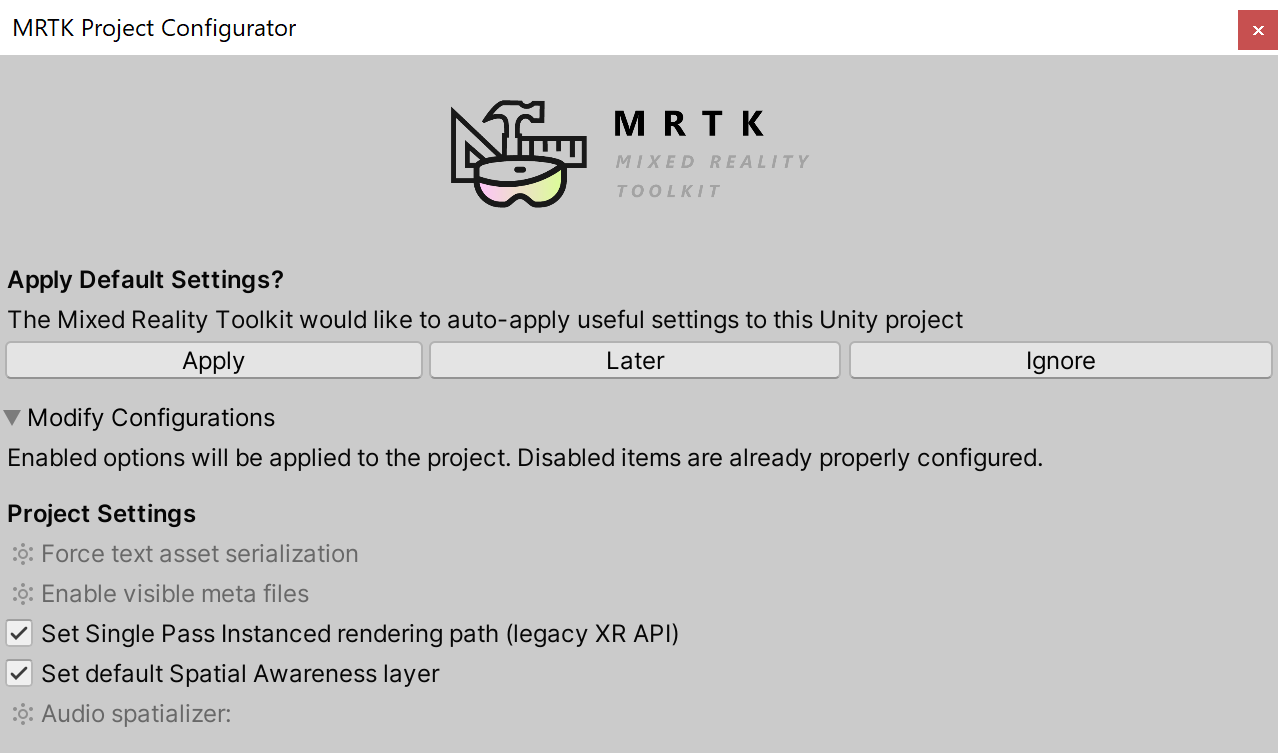 MRTK Project Configurator
MRTK
MIXED REALITY
TOOLKIT
Apply Default Settings?
The Mixed Reality Toolkit would like to auto-apply useful settings to this Unity project
Apply
Later
Ignore
Modify Configurations
Enabled options will be applied to the project. Disabled items are already properly configured.
Project Settings
Force text asset serialization
Enable visible meta files
Set Single Pass Instanced rendering path (legacy XR API)
Set default Spatial Awareness layer
Audio spatializer: